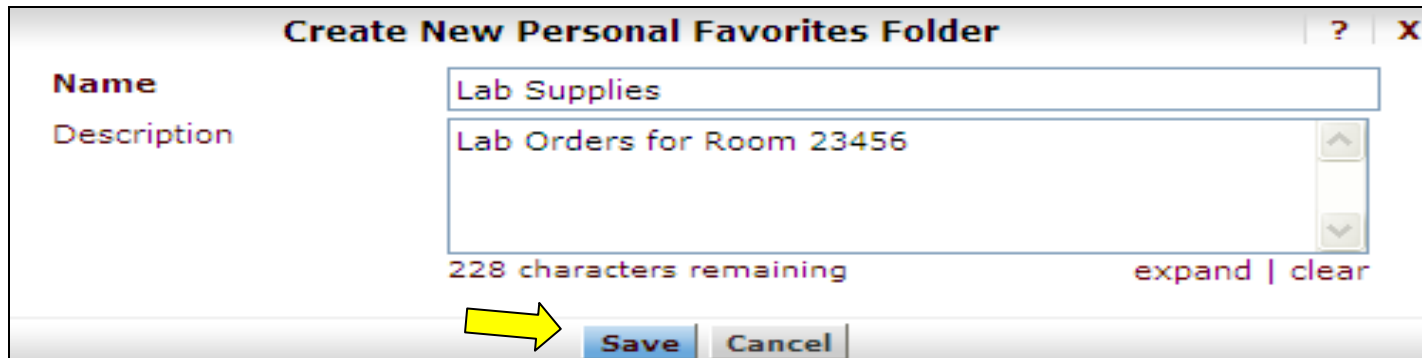 Create New Personal Favorites Folder ? X
Name Lab Supplies
Description Lab Orders for Room 23456
228 characters remaining expand | clear
Save Cancel